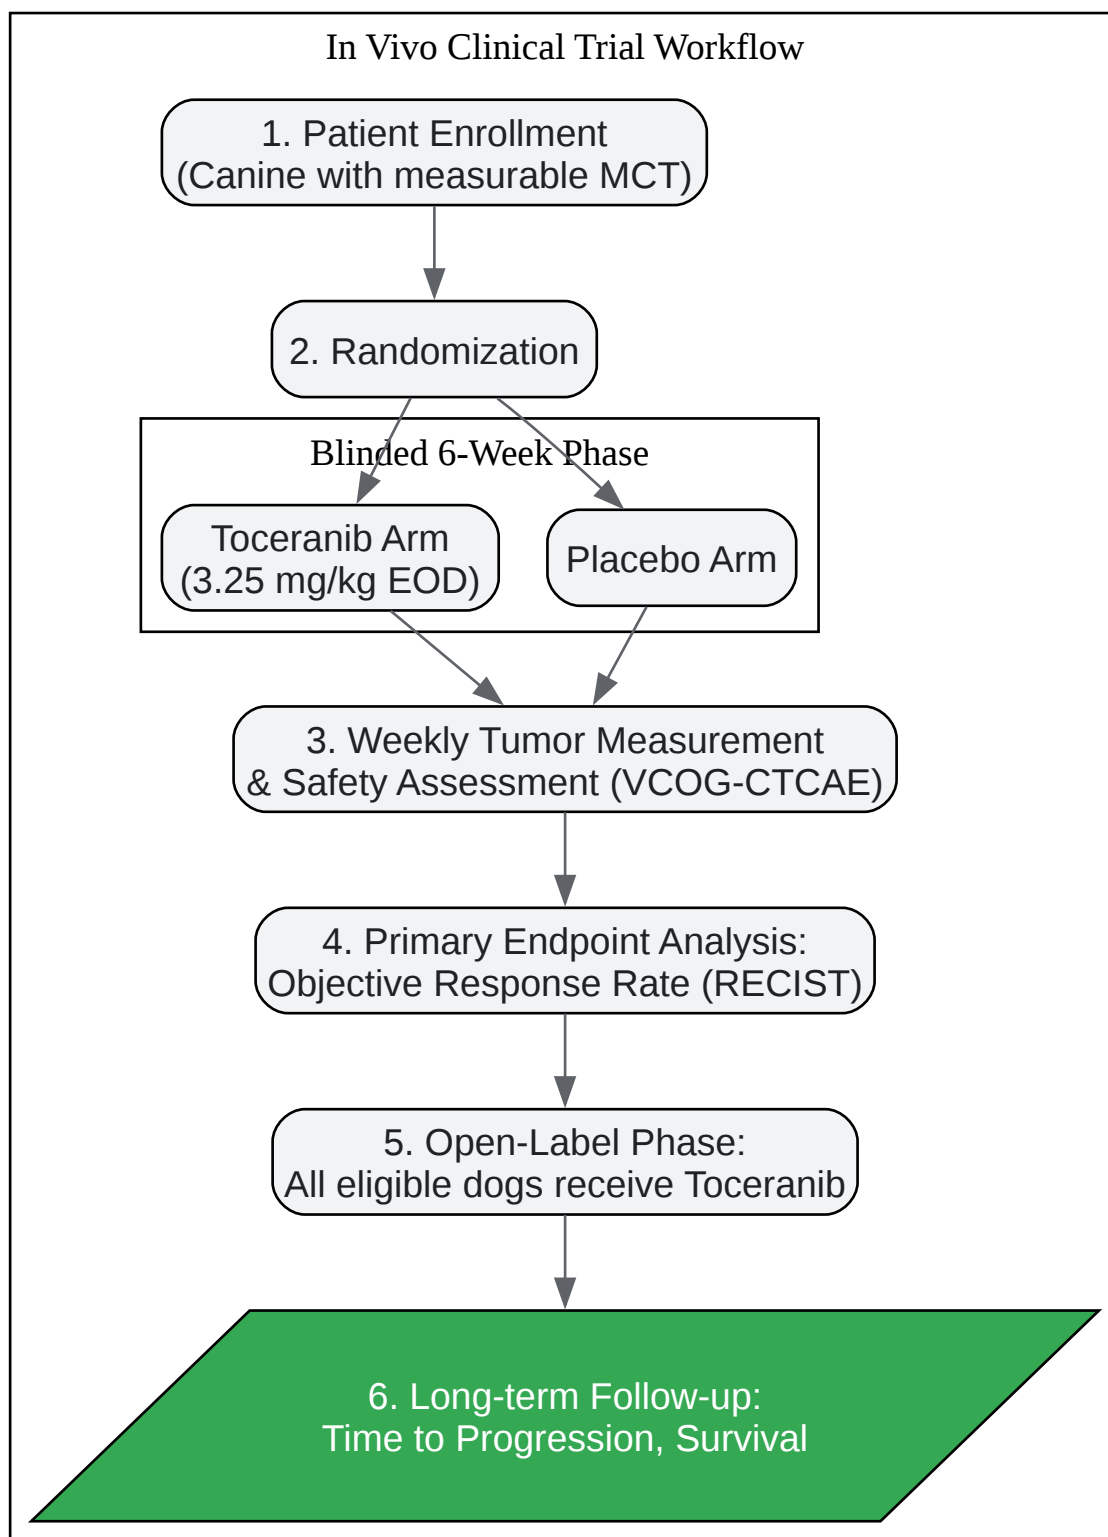 In Vivo Clinical Trial Workflow
1. Patient Enrollment
(Canine with measurable MCT)
2. Randomization
Blinded 6-Week Phase
Toceranib Arm
(3.25 mg/kg EOD)
Placebo Arm
3. Weekly Tumor Measurement
& Safety Assessment (VCOG-CTCAE)
4. Primary Endpoint Analysis:
Objective Response Rate (RECIST)
5. Open-Label Phase:
All eligible dogs receive Toceranib
6. Long-term Follow-up:
Time to Progression, Survival